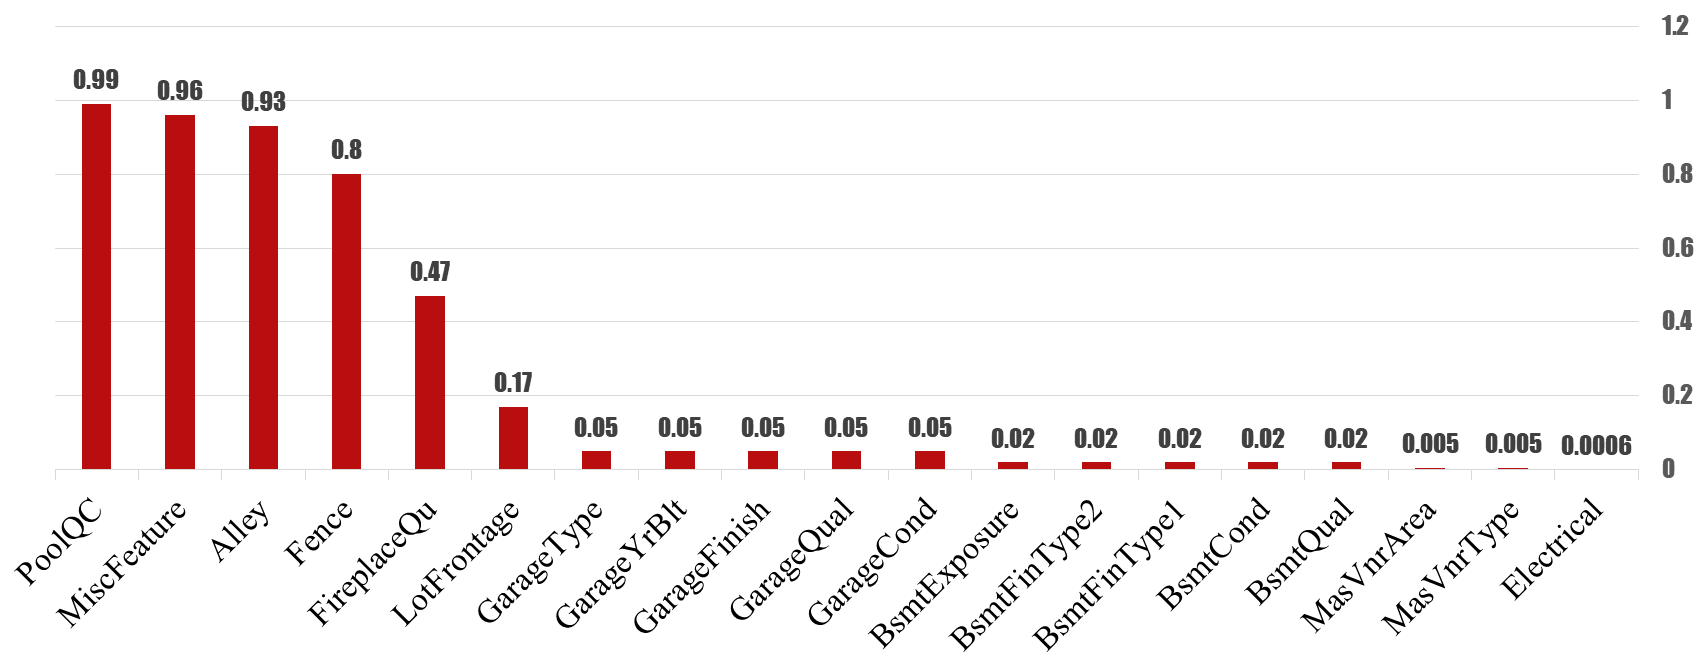 1.2
1
0.8
0.6
0.4
0.2
0
0.99
0.96
0.93
0.8
0.47
0.17
0.05
0.05
0.05
0.05
0.05
0.02
0.02
0.02
0.02
0.02
0.005
0.005
0.0006
PoolQC
MiscFeature
Alley
Fence
FireplaceQu
LotFrontage
GarageType
GarageYrBlt
GarageFinish
GarageQual
GarageCond
BsmtExposure
BsmtFinType2
BsmtFinType1
BsmtCond
BsmtQual
MasVnrArea
MasVnrType
Electrical